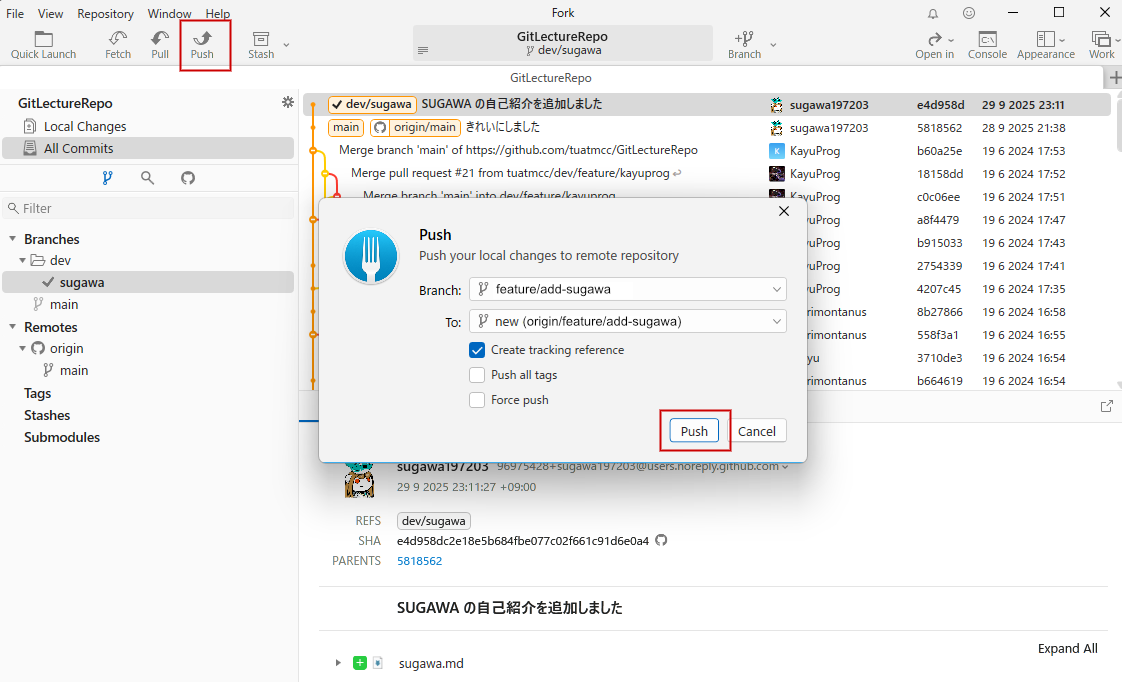 File View Repository Window Help
Fork
Quick Launch Fetch Pull Push Stash
GitLectureRepo
dev/sugawa
Branch Open in Console Appearance Work
GitLectureRepo
GitLectureRepo
Local Changes
All Commits
Filter
Branches
dev
sugawa
main
Remotes
origin
main
Tags
Stashes
Submodules
dev/sugawa SUGAWA の自己紹介を追加しました sugawa197203 e4d958d 29 9 2025 23:11
main origin/main きれいにしました sugawa197203 5818562 28 9 2025 21:38
Merge branch 'main' of https://github.com/tuatmcc/GitLectureRepo KayuProg b60a25e 19 6 2024 17:53
Merge pull request #21 from tuatmcc/dev/feature/kayuprog KayuProg 18158dd 19 6 2024 17:52
Merge branch 'main' into dev/feature/kayuprog KayuProg c0c06ee 19 6 2024 17:51
yuProg a8f4479 19 6 2024 17:47
yuProg b915033 19 6 2024 17:43
yuProg 2754339 19 6 2024 17:41
yuProg 4207c45 19 6 2024 17:35
rimontanus 8b27866 19 6 2024 16:58
rimontanus 558f3a1 19 6 2024 16:55
yu 3710de3 19 6 2024 16:54
rimontanus b664619 19 6 2024 16:54
Push
Push your local changes to remote repository
Branch: feature/add-sugawa
To: new (origin/feature/add-sugawa)
Create tracking reference
Push all tags
Force push
Push Cancel
sugawa197203 96975428+sugawa197203@users.noreply.github.com
29 9 2025 23:11:27 +09:00
REFS dev/sugawa
SHA e4d958dc2e18e5b684fbe077c02f661c91d6e0a4
PARENTS 5818562
SUGAWA の自己紹介を追加しました
Expand All
sugawa.md